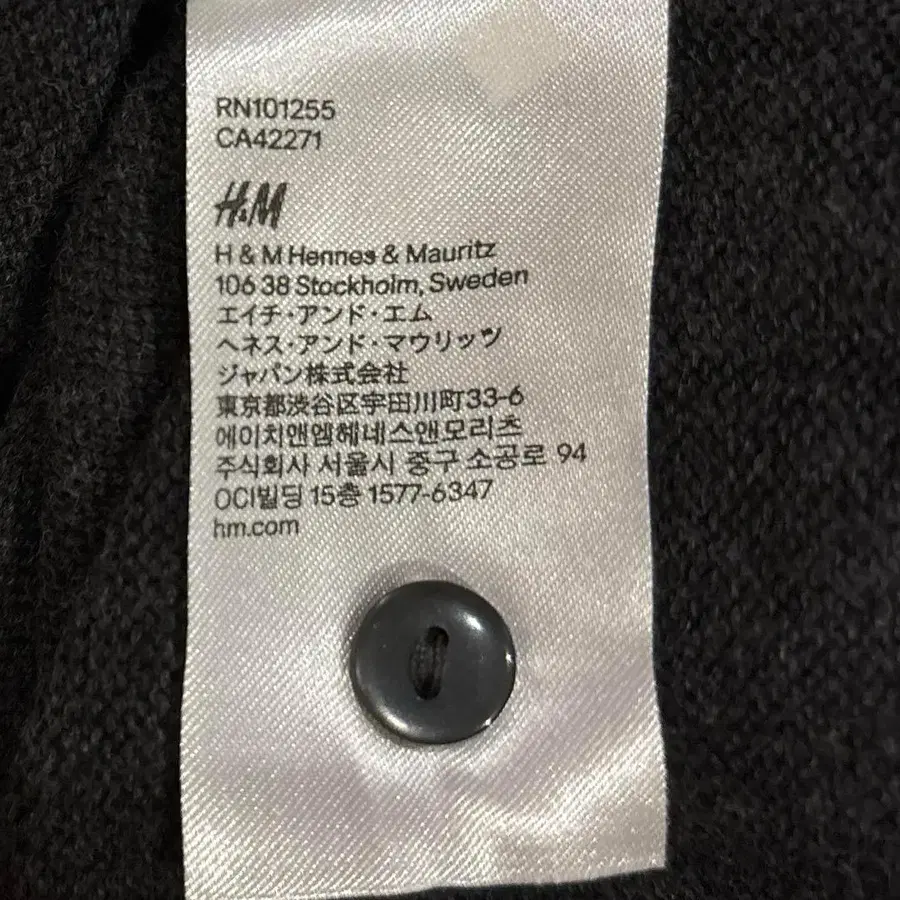 RN101255
CA42271
H&M
H & M Hennes & Mauritz
106 38 Stockholm, Sweden
エイチ・アンド・エム
ヘネス・アンド・マウリッツ
ジャパン株式会社
東京都渋谷区宇田川町33-6
에이치앤엠헤네스앤모리츠
주식회사 서울시 중구 소공로 94
OCI빌딩 15층 1577-6347
hm.com